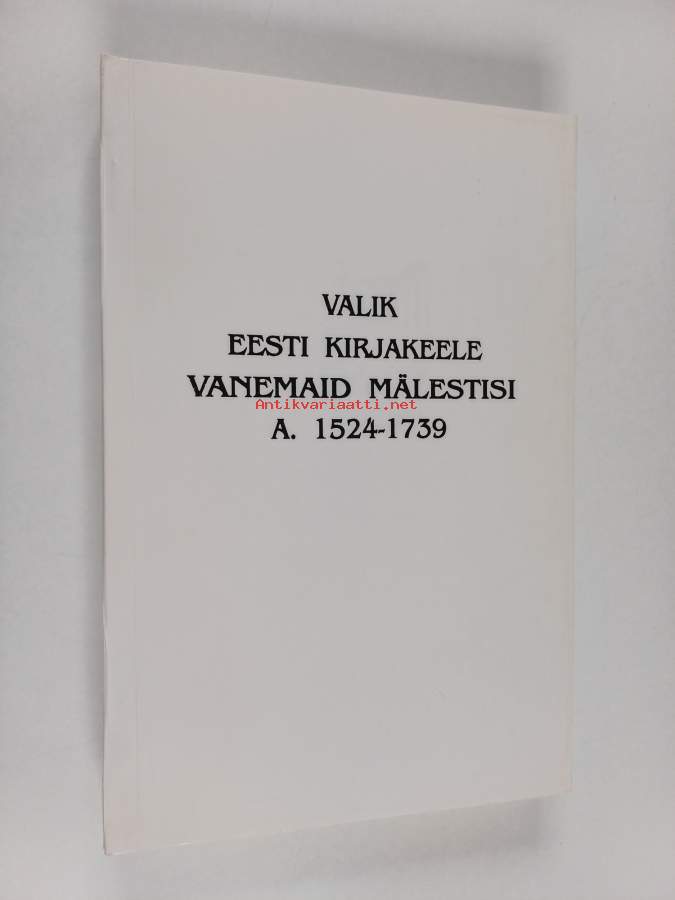 VALIK
EESTI KIRJAKEELE
VANEMAID MÄLESTISI
Antikvariaatti.net
A. 1524-1739